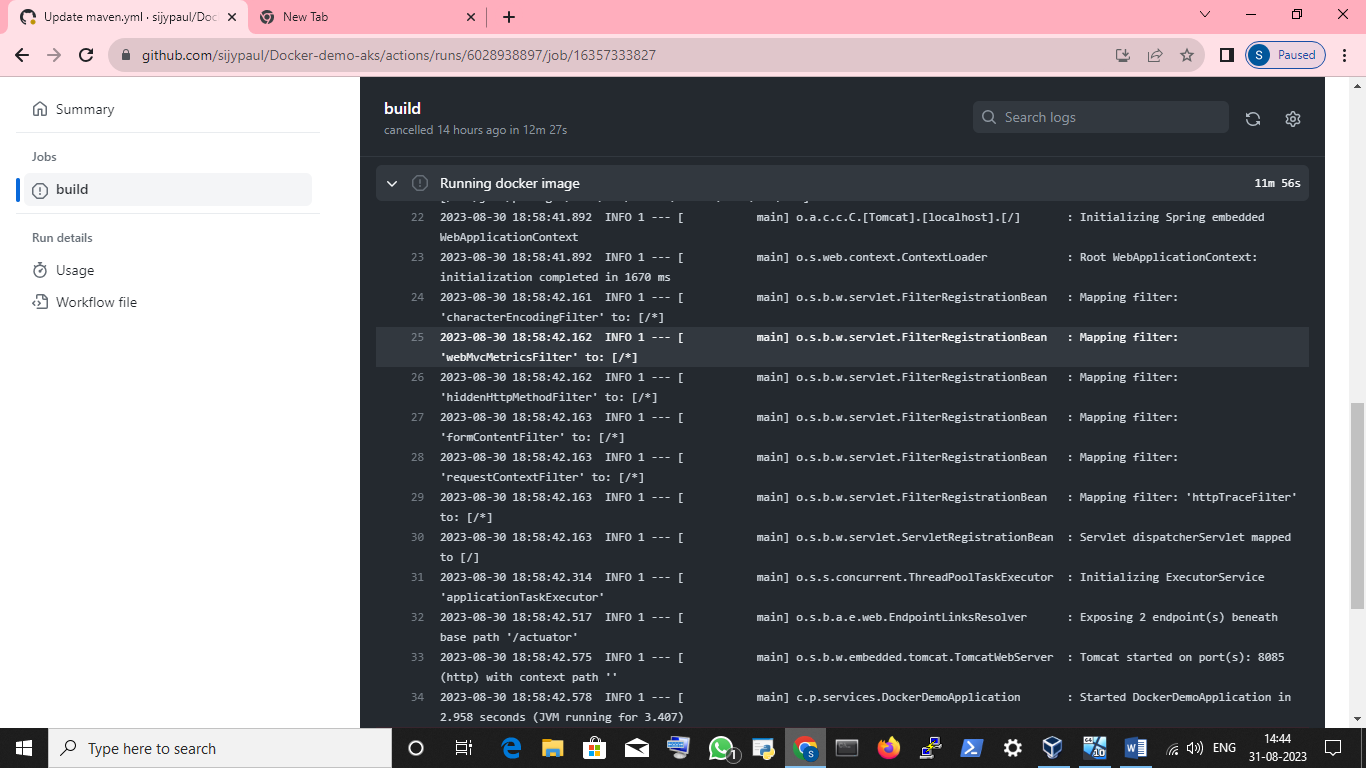 Update maven.yml · sijypaul/Doc
New Tab
github.com/sijypaul/Docker-demo-aks/actions/runs/6028938897/job/16357333827
S Paused
Summary
Jobs
build
Run details
Usage
Workflow file
build
cancelled 14 hours ago in 12m 27s
Search logs
Running docker image
11m 56s
22 2023-08-30 18:58:41.892 INFO 1 --- [ main] o.a.c.c.C.[Tomcat].[localhost].[/] : Initializing Spring embedded
WebApplicationContext
23 2023-08-30 18:58:41.892 INFO 1 --- [ main] o.s.web.context.ContextLoader : Root WebApplicationContext:
initialization completed in 1670 ms
24 2023-08-30 18:58:42.161 INFO 1 --- [ main] o.s.b.w.servlet.FilterRegistrationBean : Mapping filter:
'characterEncodingFilter' to: [/*]
25 2023-08-30 18:58:42.162 INFO 1 --- [ main] o.s.b.w.servlet.FilterRegistrationBean : Mapping filter:
'webMvcMetricsFilter' to: [/*]
26 2023-08-30 18:58:42.162 INFO 1 --- [ main] o.s.b.w.servlet.FilterRegistrationBean : Mapping filter:
'hiddenHttpMethodFilter' to: [/*]
27 2023-08-30 18:58:42.163 INFO 1 --- [ main] o.s.b.w.servlet.FilterRegistrationBean : Mapping filter:
'formContentFilter' to: [/*]
28 2023-08-30 18:58:42.163 INFO 1 --- [ main] o.s.b.w.servlet.FilterRegistrationBean : Mapping filter:
'requestContextFilter' to: [/*]
29 2023-08-30 18:58:42.163 INFO 1 --- [ main] o.s.b.w.servlet.FilterRegistrationBean : Mapping filter: 'httpTraceFilter'
to: [/*]
30 2023-08-30 18:58:42.163 INFO 1 --- [ main] o.s.b.w.servlet.ServletRegistrationBean : Servlet dispatcherServlet mapped
to [/]
31 2023-08-30 18:58:42.314 INFO 1 --- [ main] o.s.s.concurrent.ThreadPoolTaskExecutor : Initializing ExecutorService
'applicationTaskExecutor'
32 2023-08-30 18:58:42.517 INFO 1 --- [ main] o.s.b.a.e.web.EndpointLinksResolver : Exposing 2 endpoint(s) beneath
base path '/actuator'
33 2023-08-30 18:58:42.575 INFO 1 --- [ main] o.s.b.w.embedded.tomcat.TomcatWebServer : Tomcat started on port(s): 8085
(http) with context path ''
34 2023-08-30 18:58:42.578 INFO 1 --- [ main] c.p.services.DockerDemoApplication : Started DockerDemoApplication in
2.958 seconds (JVM running for 3.407)
Type here to search
1
S
ENG
14:44
31-08-2023